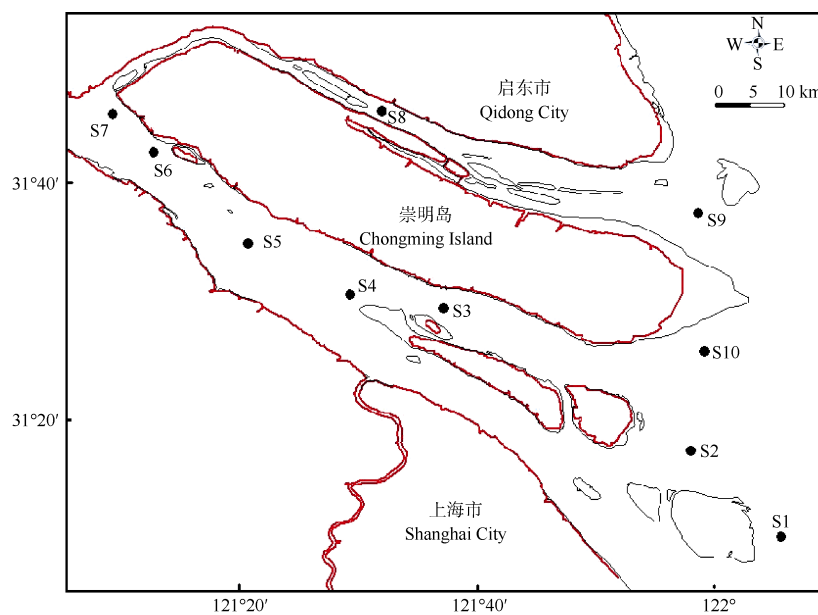 N
W E
S
0 5 10 km
启东市
Qidong City
S8
S7
S6
31°40′
S9
崇明岛
Chongming Island
S5
S4
S3
S10
31°20′
S2
上海市
Shanghai City
S1
121°20′ 121°40′ 122°